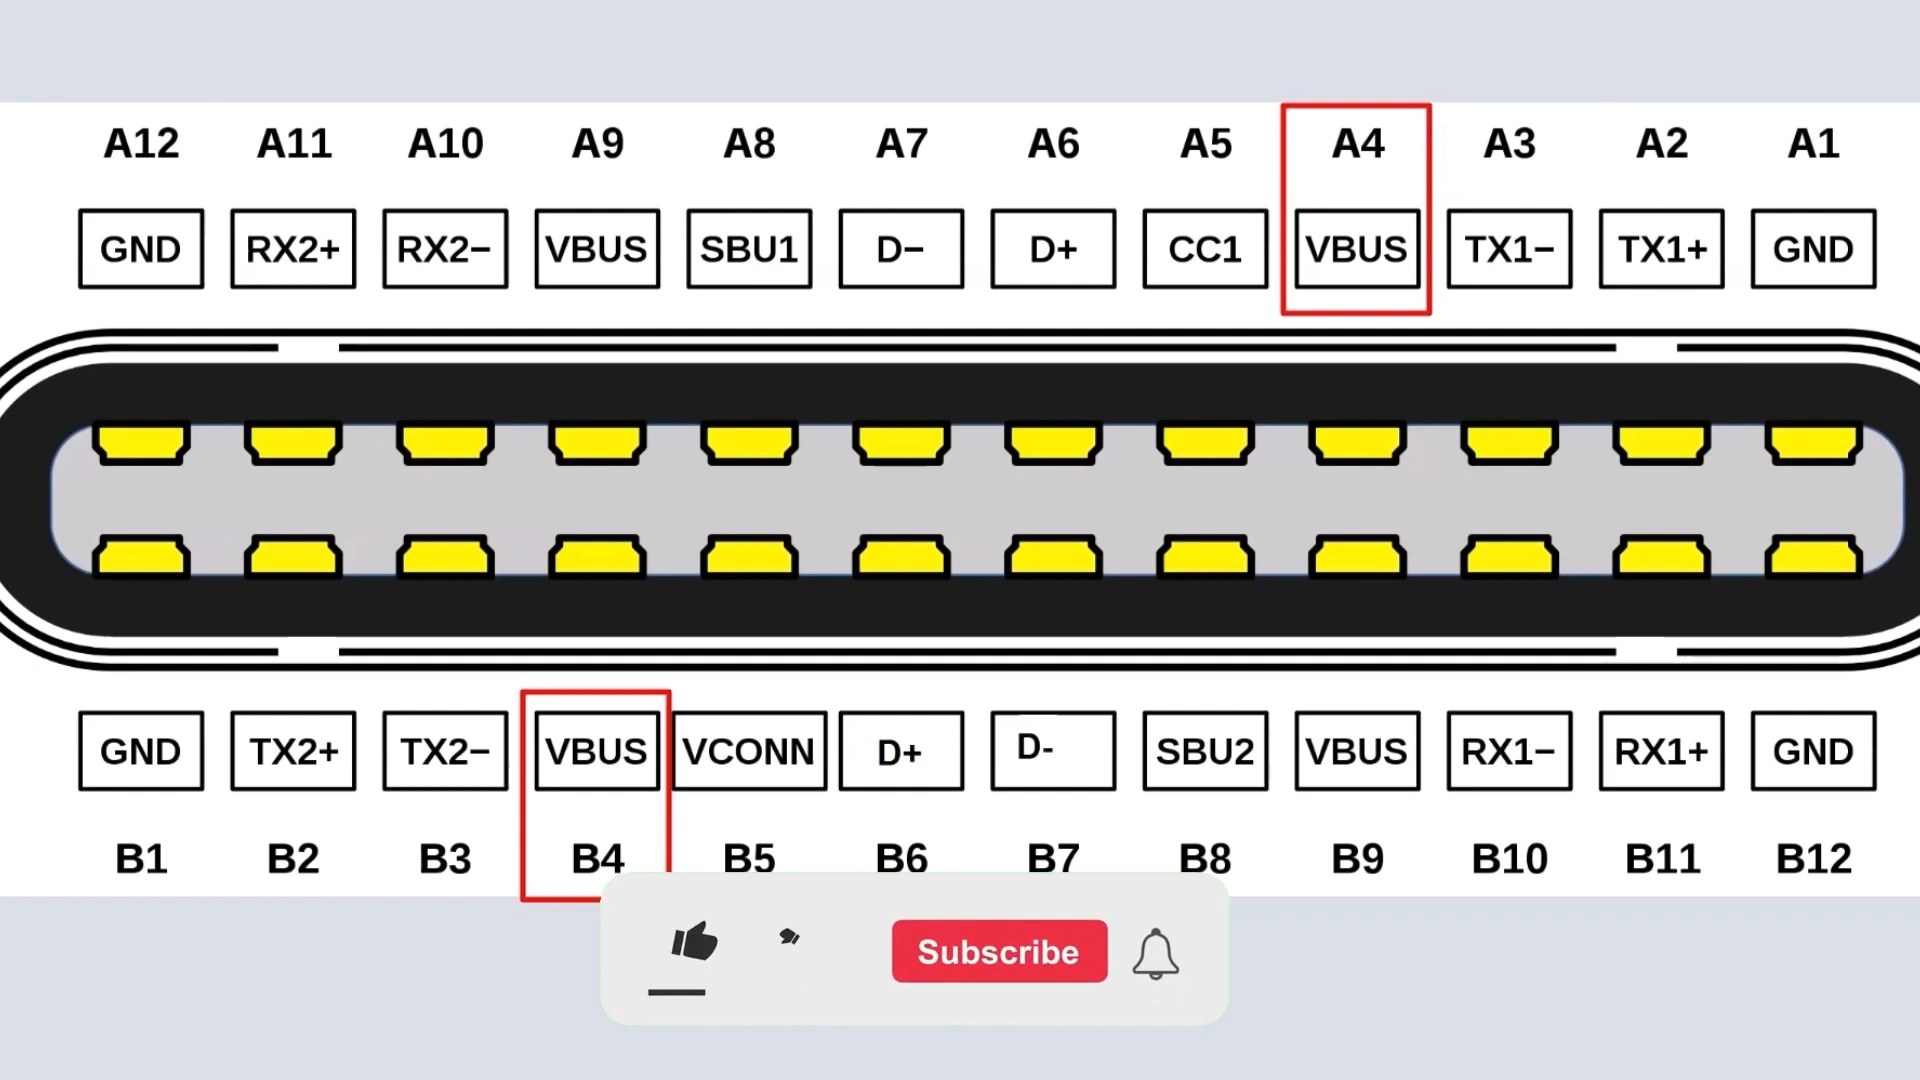 A12 A11 A10 A9 A8 A7 A6 A5 A4 A3 A2 A1
GND RX2+ RX2− VBUS SBU1 D− D+ CC1 VBUS TX1− TX1+ GND
GND TX2+ TX2− VBUS VCONN D+ D- SBU2 VBUS RX1− RX1+ GND
B1 B2 B3 B4 B5 B6 B7 B8 B9 B10 B11 B12
Subscribe